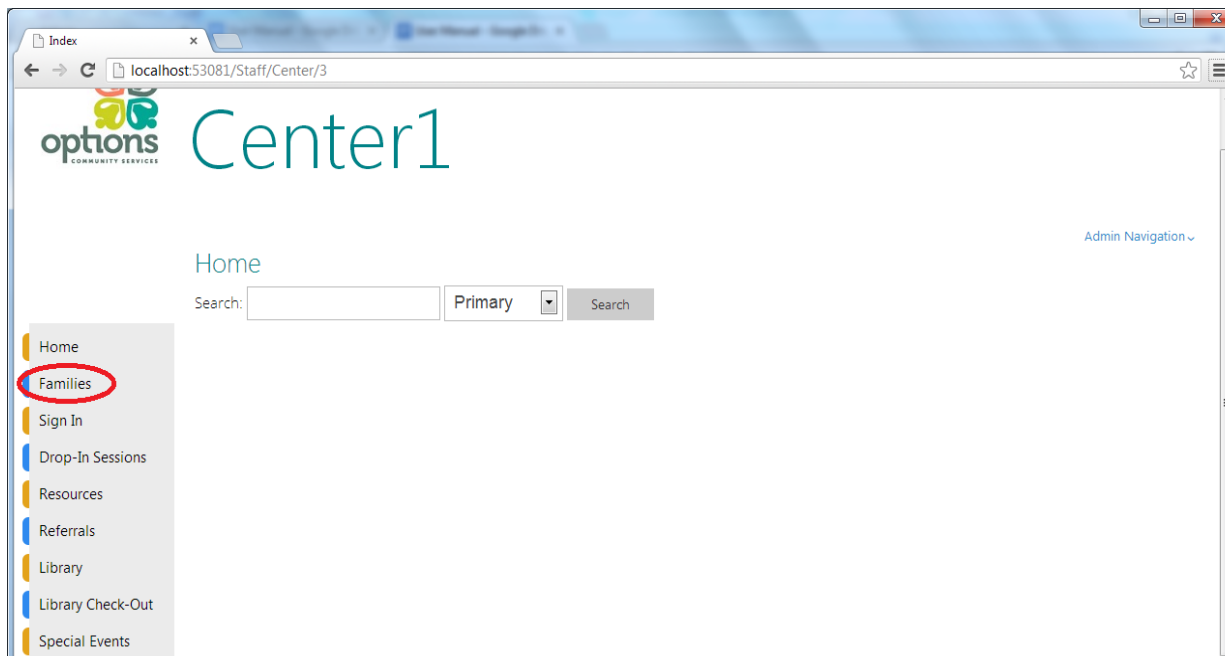 Index
localhost:53081/Staff/Center/3
options
COMMUNITY SERVICES
Center1
Admin Navigation
Home
Search: Primary Search
Home
Families
Sign In
Drop-In Sessions
Resources
Referrals
Library
Library Check-Out
Special Events